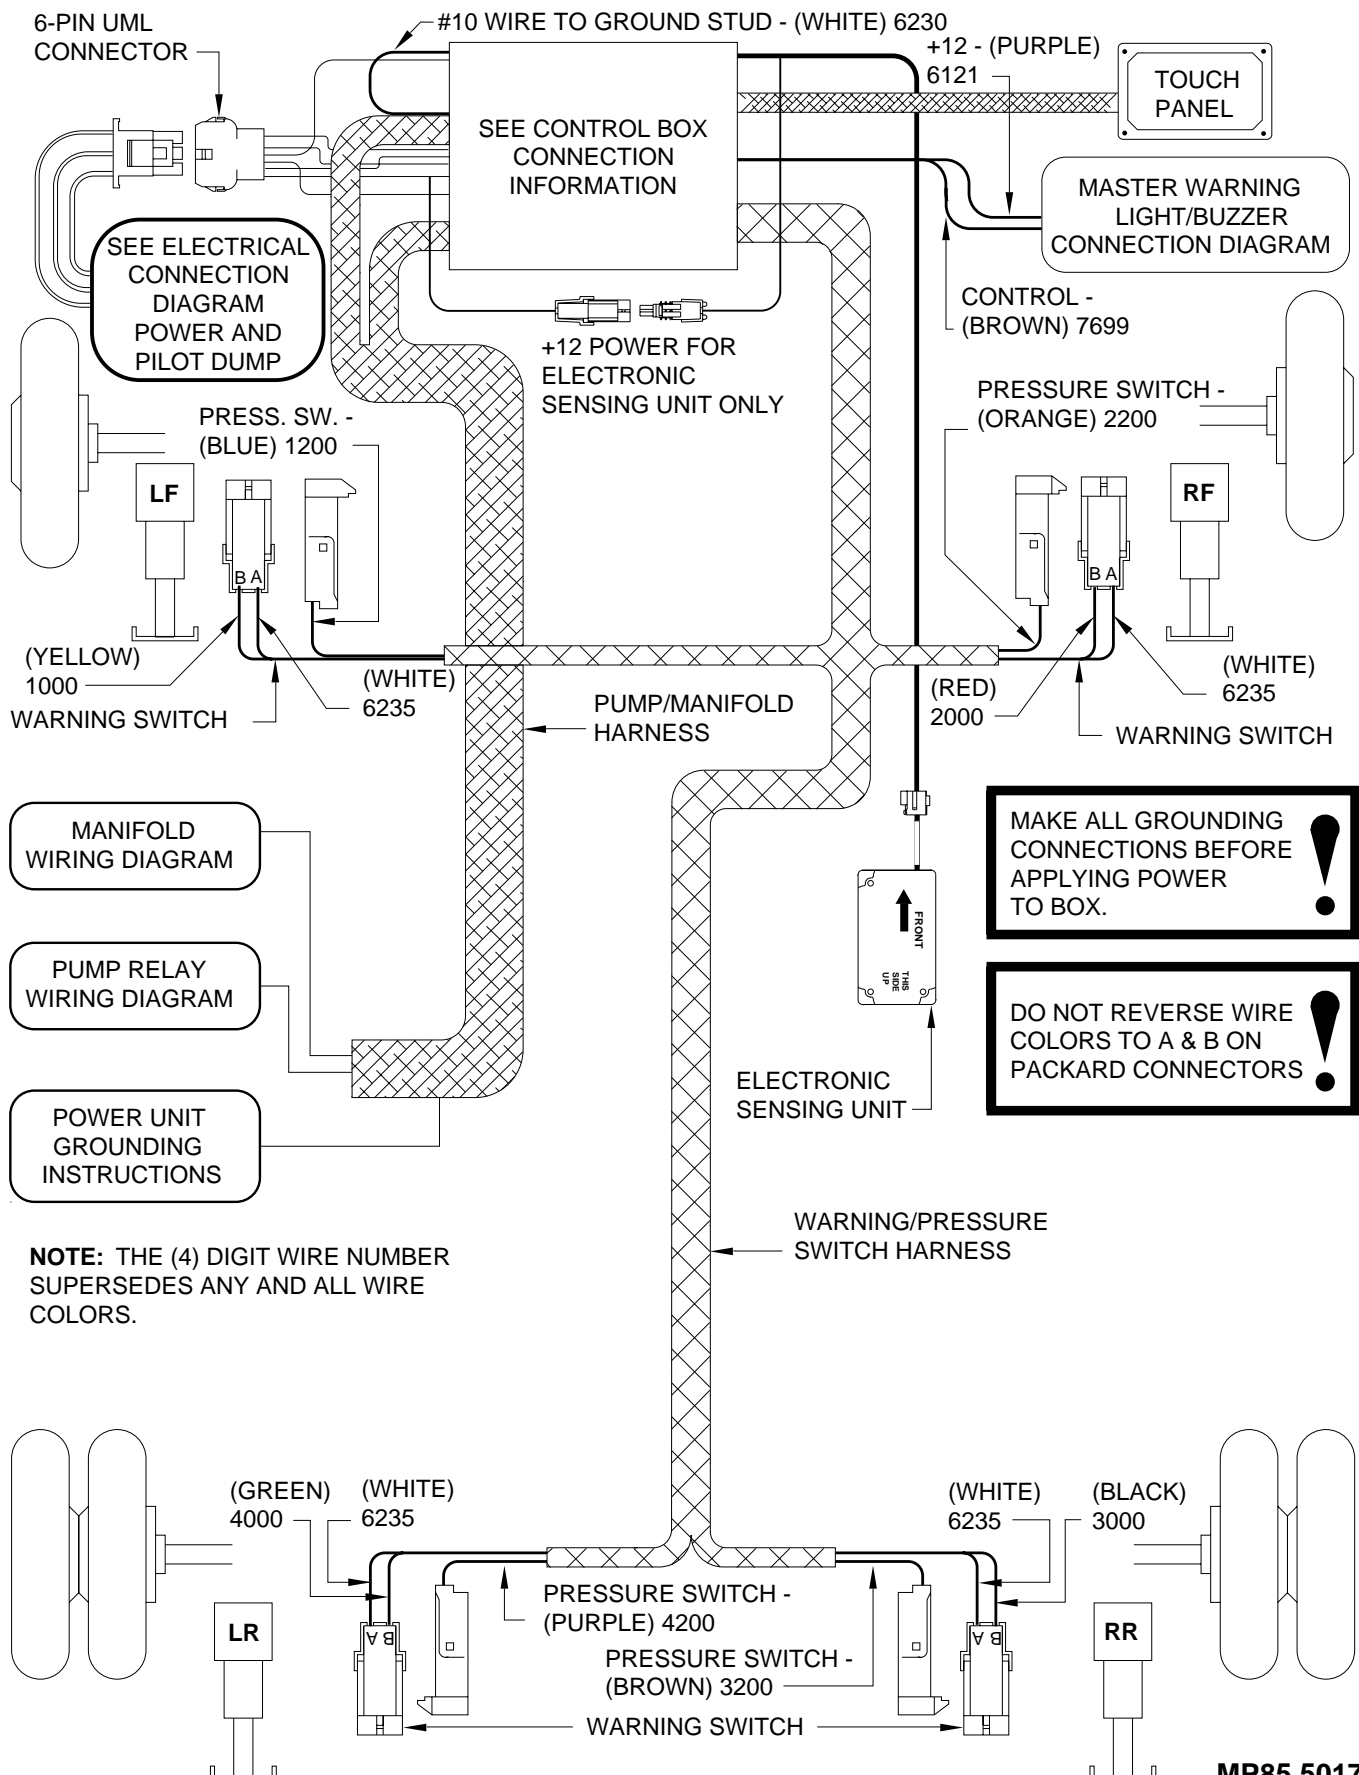 6-PIN UML
CONNECTOR
#10 WIRE TO GROUND STUD - (WHITE) 6230
+12 - (PURPLE)
6121
TOUCH
PANEL
SEE CONTROL BOX
CONNECTION
INFORMATION
MASTER WARNING
LIGHT/BUZZER
CONNECTION DIAGRAM
SEE ELECTRICAL
CONNECTION
DIAGRAM
POWER AND
PILOT DUMP
CONTROL -
(BROWN) 7699
+12 POWER FOR
ELECTRONIC
SENSING UNIT ONLY
PRESS. SW. -
(BLUE) 1200
PRESSURE SWITCH -
(ORANGE) 2200
LF
B A
B A
RF
(YELLOW)
1000
WARNING SWITCH
(WHITE)
6235
PUMP/MANIFOLD
HARNESS
(RED)
2000
(WHITE)
6235
WARNING SWITCH
MANIFOLD
WIRING DIAGRAM
MAKE ALL GROUNDING
CONNECTIONS BEFORE
APPLYING POWER
TO BOX.
!
FRONT
THIS
SIDE
UP
PUMP RELAY
WIRING DIAGRAM
DO NOT REVERSE WIRE
COLORS TO A & B ON
PACKARD CONNECTORS
!
ELECTRONIC
SENSING UNIT
POWER UNIT
GROUNDING
INSTRUCTIONS
WARNING/PRESSURE
SWITCH HARNESS
NOTE: THE (4) DIGIT WIRE NUMBER
SUPERSEDES ANY AND ALL WIRE
COLORS.
(GREEN)
4000
(WHITE)
6235
(WHITE)
6235
(BLACK)
3000
PRESSURE SWITCH -
(PURPLE) 4200
LR
A B
A B
RR
PRESSURE SWITCH -
(BROWN) 3200
WARNING SWITCH
MP85.5017